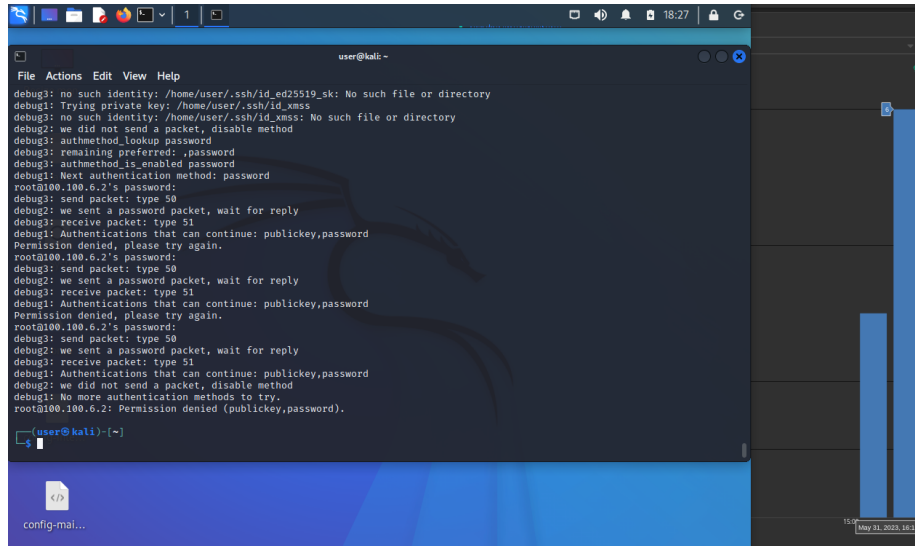 1
18:27
user@kali: ~
File Actions Edit View Help
debug3: no such identity: /home/user/.ssh/id_ed25519_sk: No such file or directory
debug1: Trying private key: /home/user/.ssh/id_xmss
debug3: no such identity: /home/user/.ssh/id_xmss: No such file or directory
debug2: we did not send a packet, disable method
debug3: authmethod_lookup password
debug3: remaining preferred: ,password
debug3: authmethod_is_enabled password
debug1: Next authentication method: password
root@100.100.6.2's password:
debug3: send packet: type 50
debug2: we sent a password packet, wait for reply
debug3: receive packet: type 51
debug1: Authentications that can continue: publickey,password
Permission denied, please try again.
root@100.100.6.2's password:
debug3: send packet: type 50
debug2: we sent a password packet, wait for reply
debug3: receive packet: type 51
debug1: Authentications that can continue: publickey,password
Permission denied, please try again.
root@100.100.6.2's password:
debug3: send packet: type 50
debug2: we sent a password packet, wait for reply
debug3: receive packet: type 51
debug1: Authentications that can continue: publickey,password
debug2: we did not send a packet, disable method
debug1: No more authentication methods to try.
root@100.100.6.2: Permission denied (publickey,password).
(user㉿kali)-[~]
$
config-mai...
6
May 31, 2023, 16:1